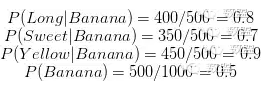 P(Long|Banana) = 400/500 = 0.8
P(Sweet|Banana) = 350/500 = 0.7
P(Yellow|Banana) = 450/500 = 0.9
P(Banana) = 500/1000 = 0.5